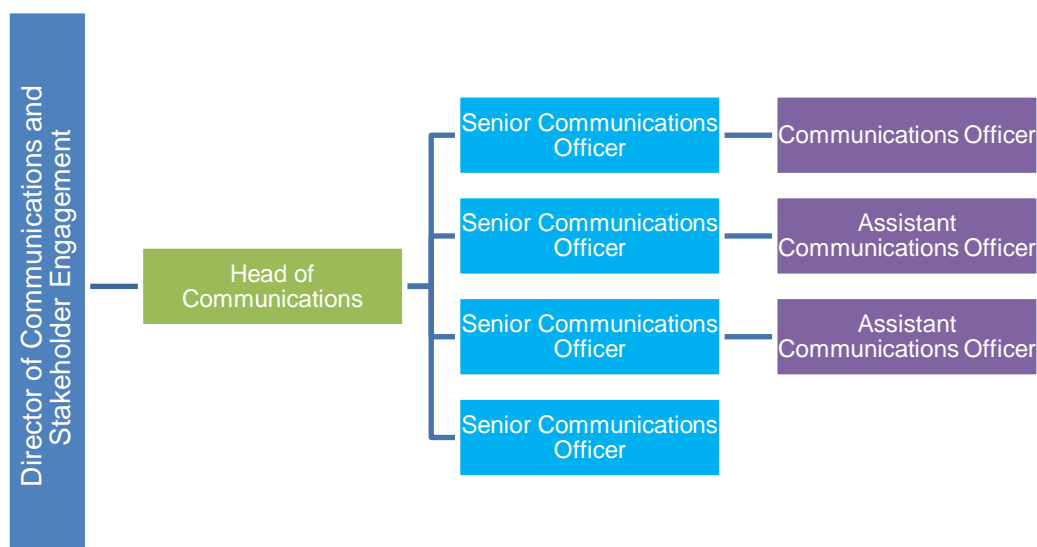 Director of Communications and
Stakeholder Engagement
Head of
Communications
Senior Communications
Officer
Communications Officer
Senior Communications
Officer
Assistant
Communications Officer
Senior Communications
Officer
Assistant
Communications Officer
Senior Communications
Officer